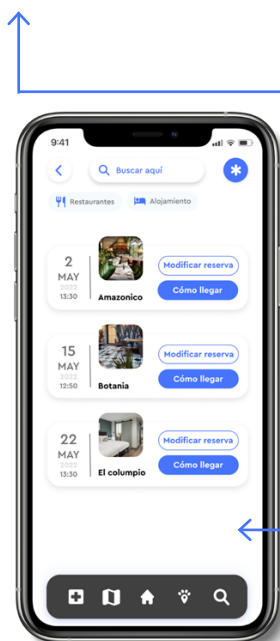 9:41
Buscar aquí
Restaurantes
Alojamiento
2
MAY
2022
13:30
Amazonico
Modificar reserva
Cómo llegar
15
MAY
2022
12:50
Botania
Modificar reserva
Cómo llegar
22
MAY
2022
13:30
El columpio
Modificar reserva
Cómo llegar